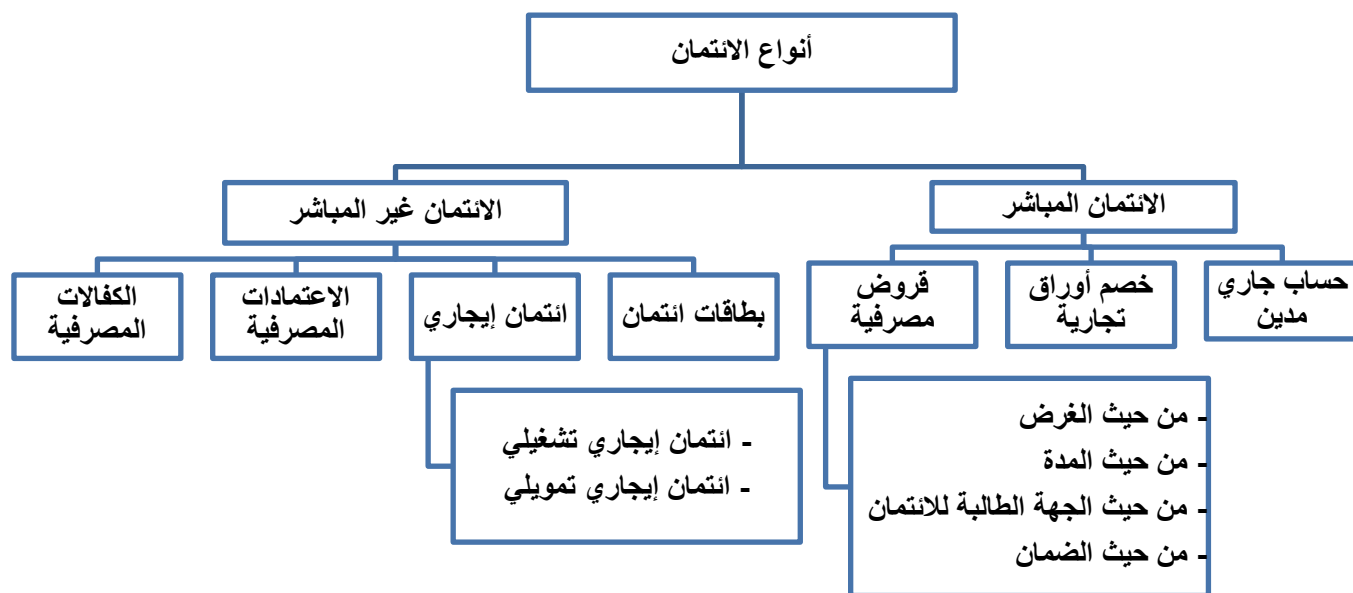 أنواع الائتمان
الائتمان المباشر
الائتمان غير المباشر
حساب جاري
مدين
خصم أوراق
تجارية
قروض
مصرفية
بطاقات ائتمان
ائتمان إيجاري
الاعتمادات
المصرفية
الكفالات
المصرفية
- من حيث الغرض
- من حيث المدة
- من حيث الجهة الطالبة للائتمان
- من حيث الضمان
- ائتمان إيجاري تشغيلي
- ائتمان إيجاري تمويلي